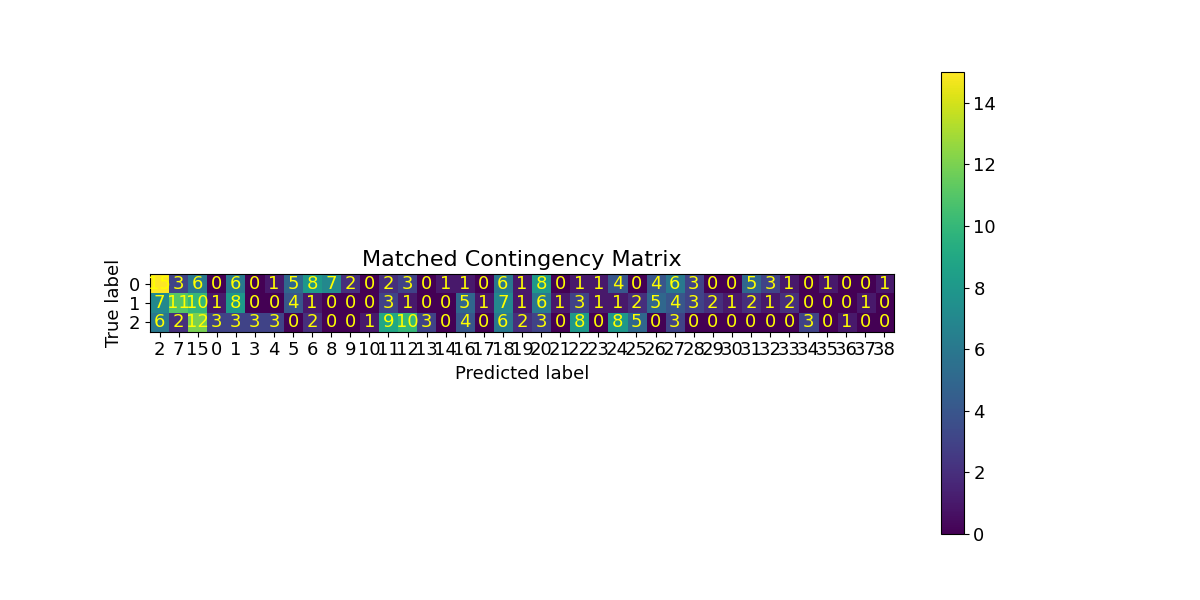 Matched Contingency Matrix
True label
0 3 6 0 6 0 1 5 8 7 2 0 2 3 0 1 1 0 6 1 8 0 1 1 4 0 4 6 3 0 0 5 3 1 0 1 0 0 1
1 7 11 10 1 8 0 0 4 1 0 0 0 3 1 0 0 5 1 7 1 6 1 3 1 1 2 5 4 3 2 1 2 1 2 0 0 0 1 0
2 6 2 12 3 3 3 3 0 2 0 0 1 9 10 3 0 4 0 6 2 3 0 8 0 8 5 0 3 0 0 0 0 0 0 3 0 1 0 0
2 7 15 0 1 3 4 5 6 8 9 10 11 12 13 14 16 17 18 19 20 21 22 23 24 25 26 27 28 29 30 31 32 33 34 35 36 37 38
Predicted label
14
12
10
8
6
4
2
0